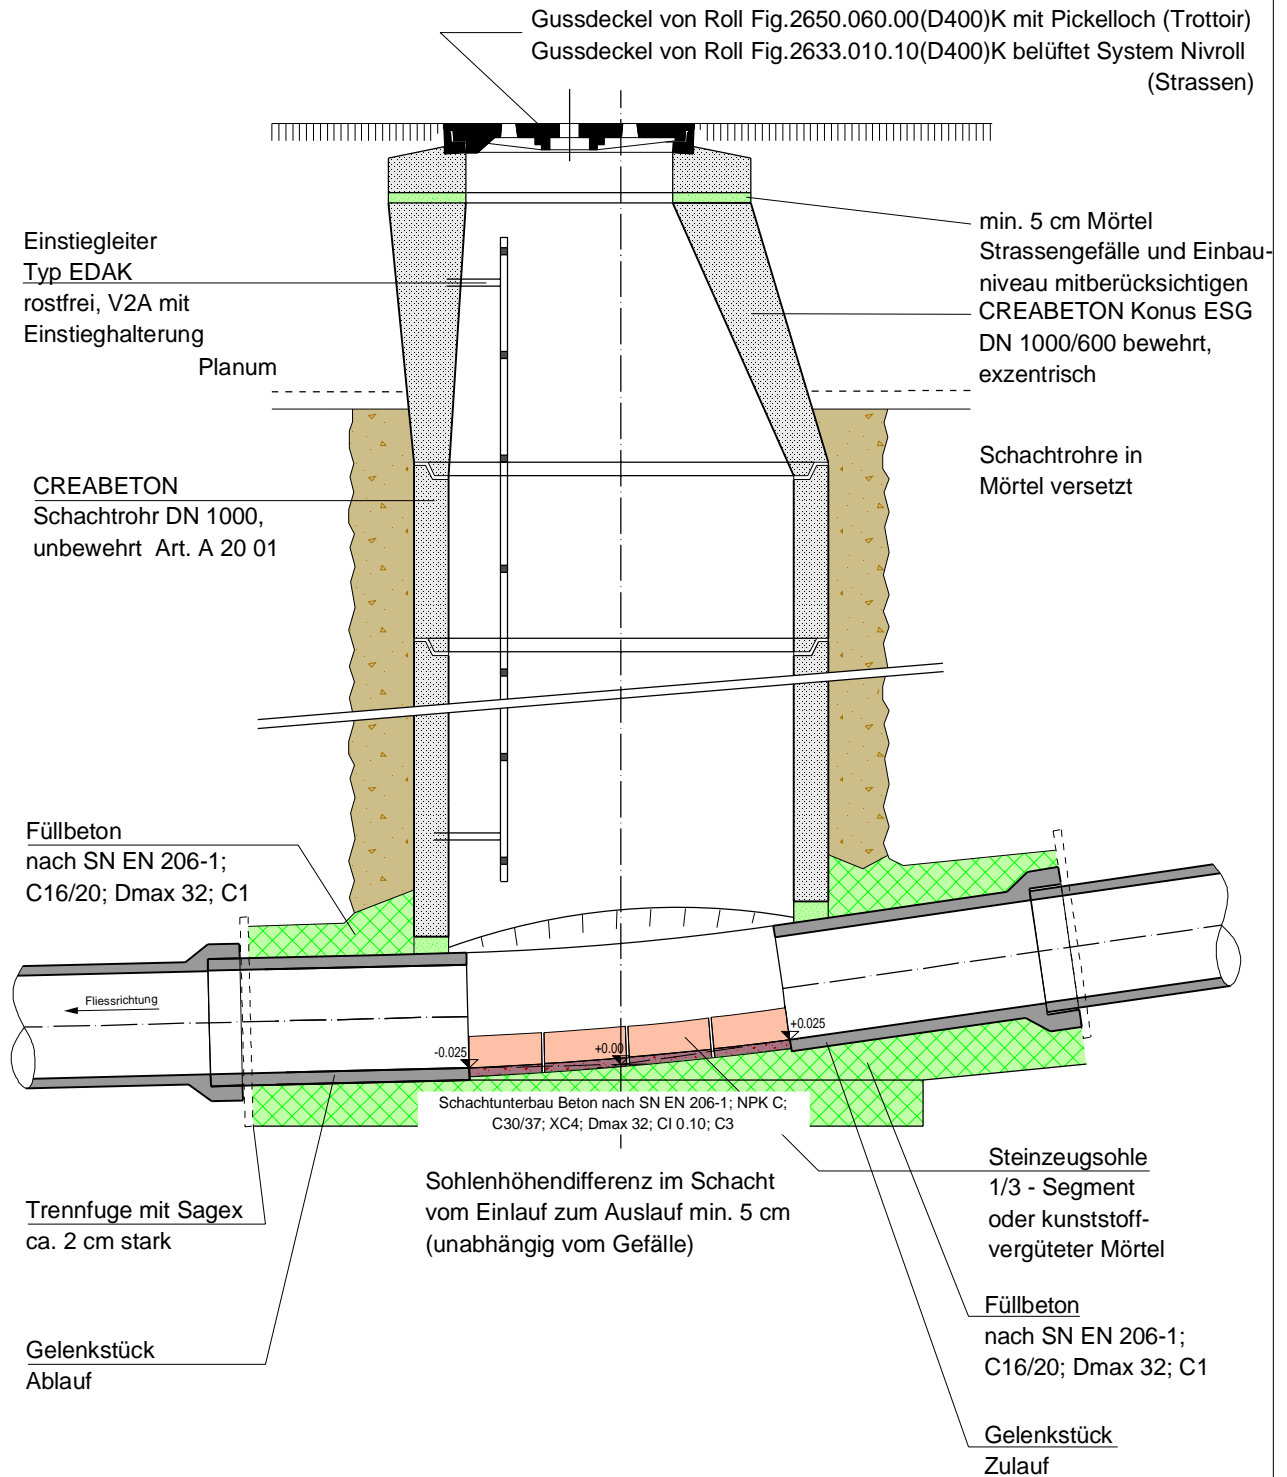 Gussdeckel von Roll Fig.2650.060.00(D400)K mit Pickelloch (Trottoir)
Gussdeckel von Roll Fig.2633.010.10(D400)K belüftet System Nivroll
(Strassen)
min. 5 cm Mörtel
Strassengefälle und Einbau-
niveau mitberücksichtigen
CREABETON Konus ESG
DN 1000/600 bewehrt,
exzentrisch
Einstiegleiter
Typ EDAK
rostfrei, V2A mit
Einstieghalterung
Planum
Schachtrohre in
Mörtel versetzt
CREABETON
Schachtrohr DN 1000,
unbewehrt Art. A 20 01
Füllbeton
nach SN EN 206-1;
C16/20; Dmax 32; C1
Fliessrichtung
-0.025
+0.00
+0.025
Schachtunterbau Beton nach SN EN 206-1; NPK C;
C30/37; XC4; Dmax 32; Cl 0.10; C3
Sohlenhöhendifferenz im Schacht
vom Einlauf zum Auslauf min. 5 cm
(unabhängig vom Gefälle)
Steinzeugsohle
1/3 - Segment
oder kunststoff-
vergüteter Mörtel
Trennfuge mit Sagex
ca. 2 cm stark
Füllbeton
nach SN EN 206-1;
C16/20; Dmax 32; C1
Gelenkstück
Ablauf
Gelenkstück
Zulauf